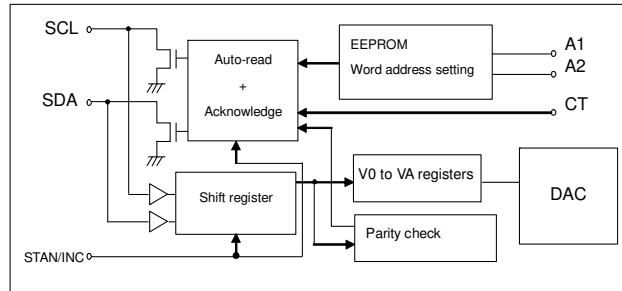 SCL
SDA
STAN/INC
Auto-read
+
Acknowledge
EEPROM
Word address setting
A1
A2
CT
Shift register
V0 to VA registers
Parity check
DAC